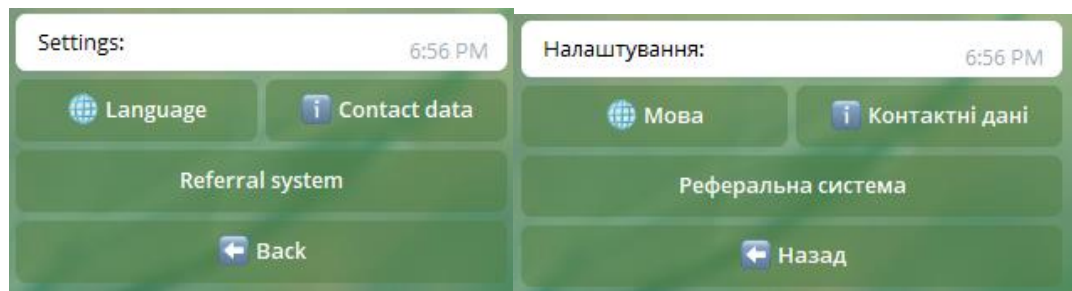 Settings:
6:56 PM
Language
Contact data
Referral system
Back
Налаштування:
6:56 PM
Мова
Контактні дані
Реферальна система
Назад